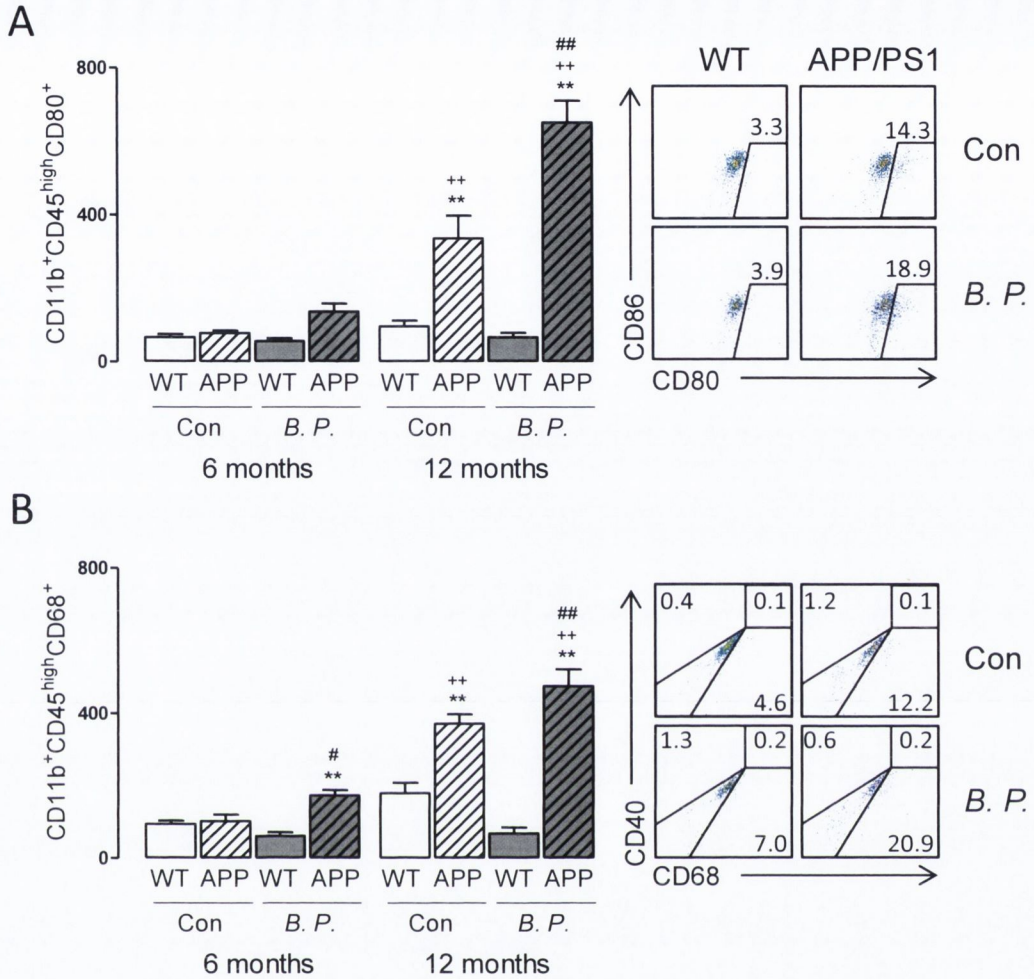 A
CD11b⁺CD45ʰⁱᵍʰCD80⁺
800
400
0
##
++
**
++
**
WT APP WT APP WT APP WT APP
Con B. P. Con B. P.
6 months 12 months
WT APP/PS1
3.3 14.3 Con
3.9 18.9 B. P.
CD86
CD80
B
CD11b⁺CD45ʰⁱᵍʰCD68⁺
800
400
0
#
**
++
**
##
++
**
WT APP WT APP WT APP WT APP
Con B. P. Con B. P.
6 months 12 months
0.4 0.1 1.2 0.1
Con
4.6 12.2
1.3 0.2 0.6 0.2
B. P.
7.0 20.9
CD40
CD68